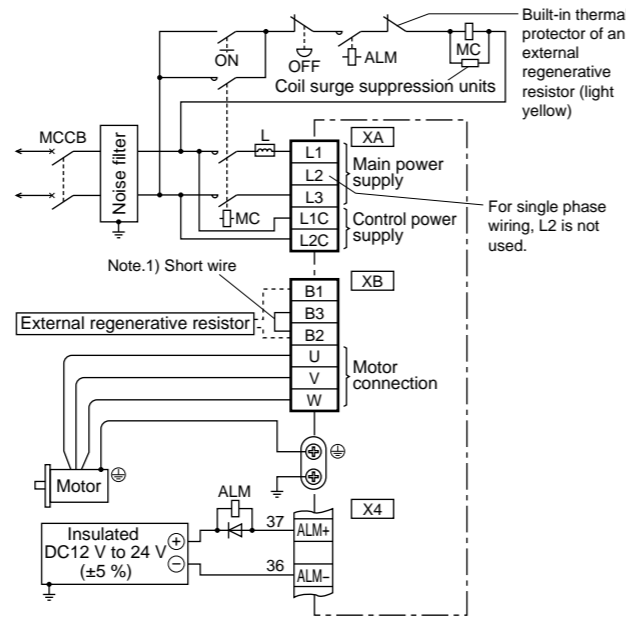 Built-in thermal
protector of an
external
regenerative
resistor (light
yellow)
ON
OFF
ALM
MC
Coil surge suppression units
MCCB
Noise filter
L
MC
XA
L1
L2
L3
L1C
L2C
Main power
supply
Control power
supply
For single phase
wiring, L2 is not
used.
Note.1) Short wire
XB
External regenerative resistor
B1
B3
B2
U
V
W
Motor
connection
Motor
ALM
X4
Insulated
DC12 V to 24 V
(±5 %)
+
−
37
ALM+
36
ALM−